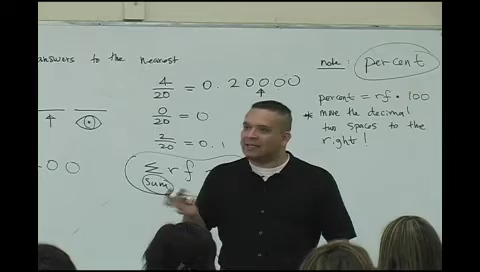 answers to the nearest
4/20 = 0.20000
0/20 = 0
2/20 = 0.1
Σ rf
sum
note: percent
percent = rf · 100
* move the decimal
two spaces to the
right!
4
00